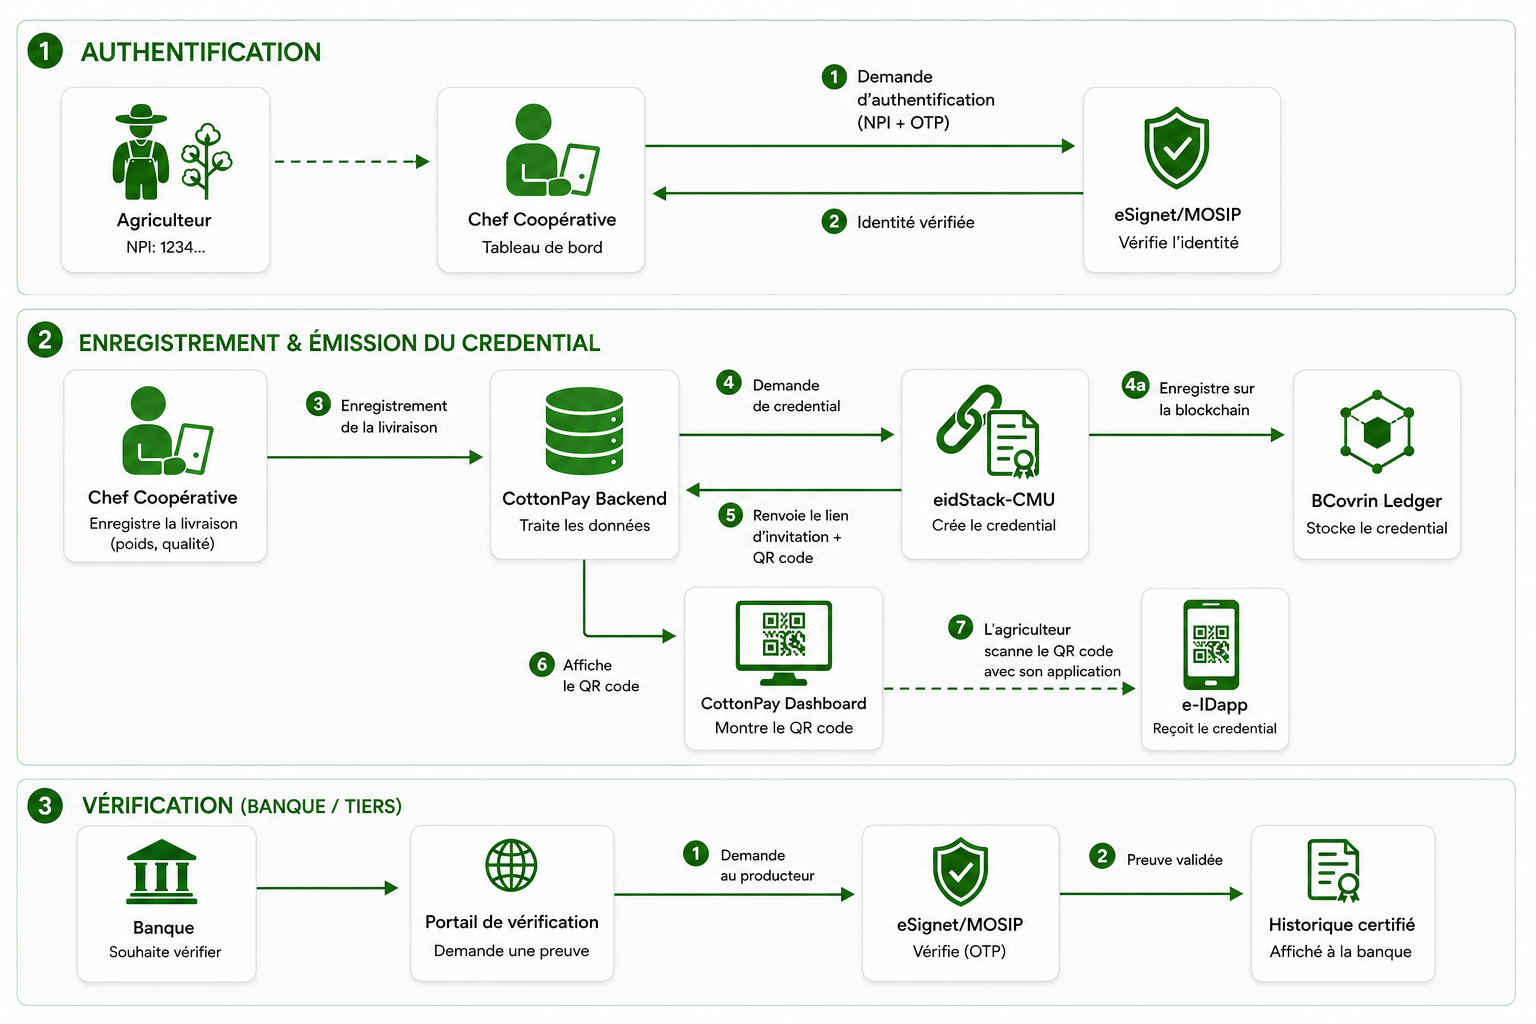 1 AUTHENTIFICATION
Agriculteur
NPI: 1234...
Chef Coopérative
Tableau de bord
1 Demande
d'authentification
(NPI + OTP)
2 Identité vérifiée
eSignet/MOSIP
Vérifie l'identité
2 ENREGISTREMENT & ÉMISSION DU CREDENTIAL
Chef Coopérative
Enregistre la livraison
(poids, qualité)
3 Enregistrement
de la liviraison
CottonPay Backend
Traite les données
4 Demande
de credential
5 Renvoie le lien
d'invitation +
QR code
eidStack-CMU
Crée le credential
4a Enregistre sur
la blockchain
BCovrin Ledger
Stocke le credential
6 Affiche
le QR code
CottonPay Dashboard
Montre le QR code
7 L'agriculteur
scanne le QR code
avec son application
e-IDapp
Reçoit le credential
3 VÉRIFICATION (BANQUE / TIERS)
Banque
Souhaite vérifier
Portail de vérification
Demande une preuve
1 Demande
au producteur
eSignet/MOSIP
Vérifie (OTP)
2 Preuve validée
Historique certifié
Affiché à la banque